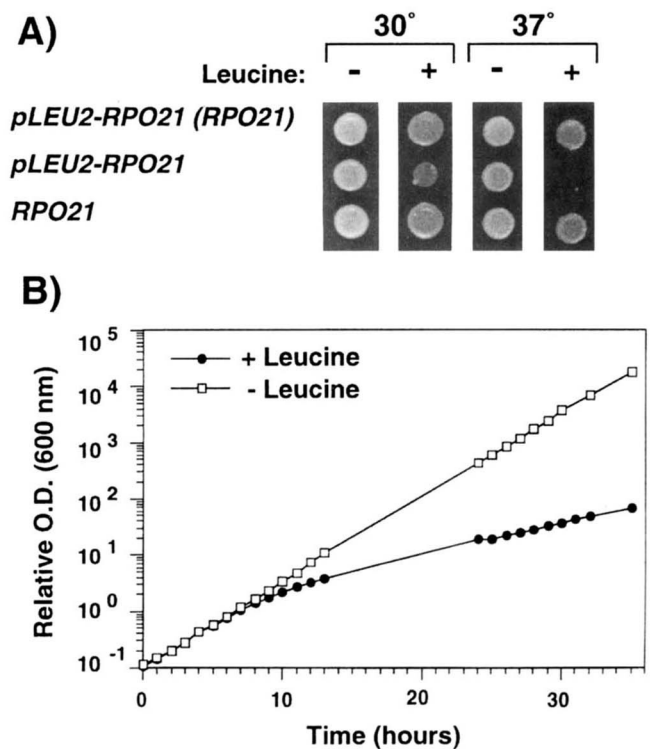 A)
30° 37°
Leucine: - + - +
pLEU2-RPO21 (RPO21)
pLEU2-RPO21
RPO21
B)
+ Leucine
- Leucine
Relative O.D. (600 nm)
10 5
10 4
10 3
10 2
10 1
10 0
10 -1
0 10 20 30
Time (hours)